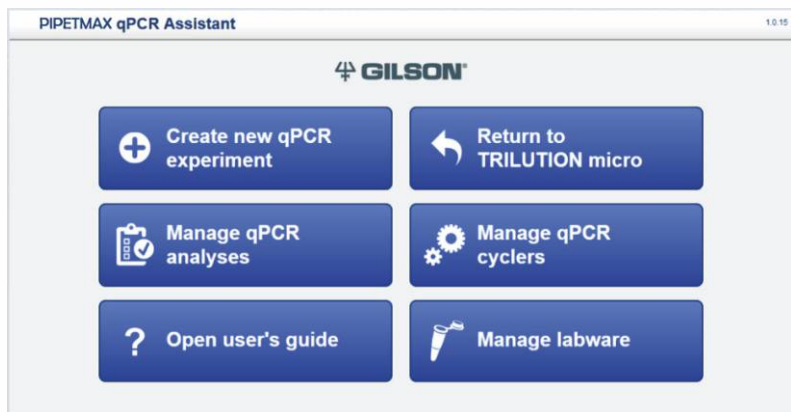 PIPETMAX qPCR Assistant
1.0.15
GILSON®
Create new qPCR
experiment
Return to
TRILUTION micro
Manage qPCR
analyses
Manage qPCR
cyclers
Open user's guide
Manage labware